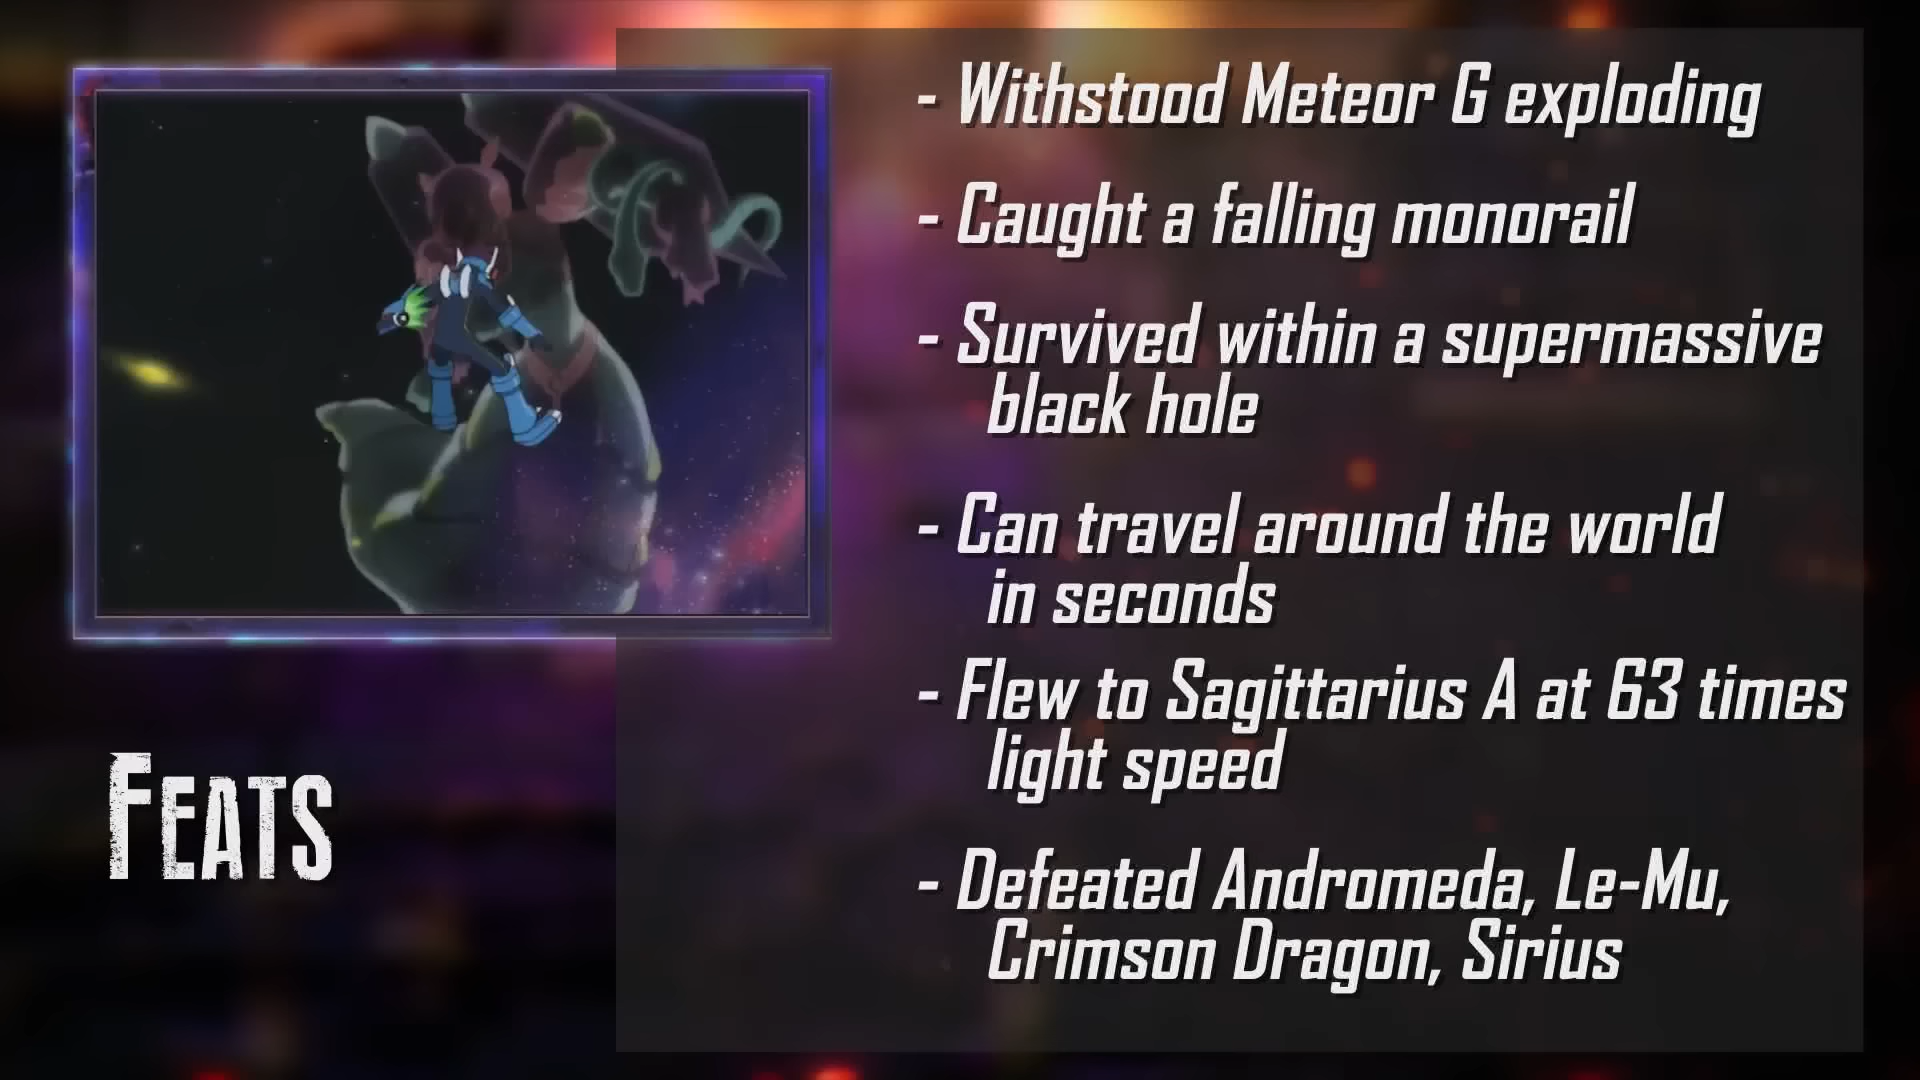 - Withstood Meteor G exploding
- Caught a falling monorail
- Survived within a supermassive
black hole
- Can travel around the world
in seconds
- Flew to Sagittarius A at 63 times
light speed
- Defeated Andromeda, Le-Mu,
Crimson Dragon, Sirius
Feats